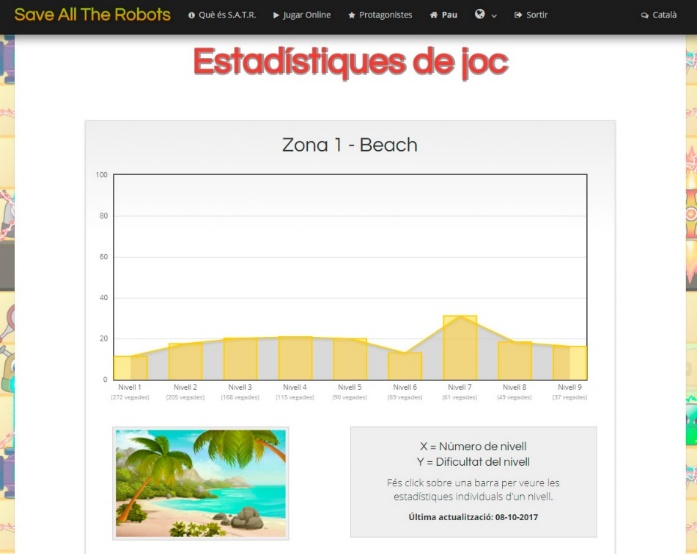 Save All The Robots Què és S.A.T.R. Jugar Online Protagonistes Pau Sortir Català
Estadístiques de joc
Zona 1 - Beach
100
80
60
40
20
0
Nivell 1 Nivell 2 Nivell 3 Nivell 4 Nivell 5 Nivell 6 Nivell 7 Nivell 8 Nivell 9
(272 vegades) (205 vegades) (168 vegades) (115 vegades) (90 vegades) (69 vegades) (61 vegades) (43 vegades) (37 vegades)
X = Número de nivell
Y = Dificultat del nivell
Fés click sobre una barra per veure les
estadístiques individals d'un nivell.
Última actualització: 08-10-2017